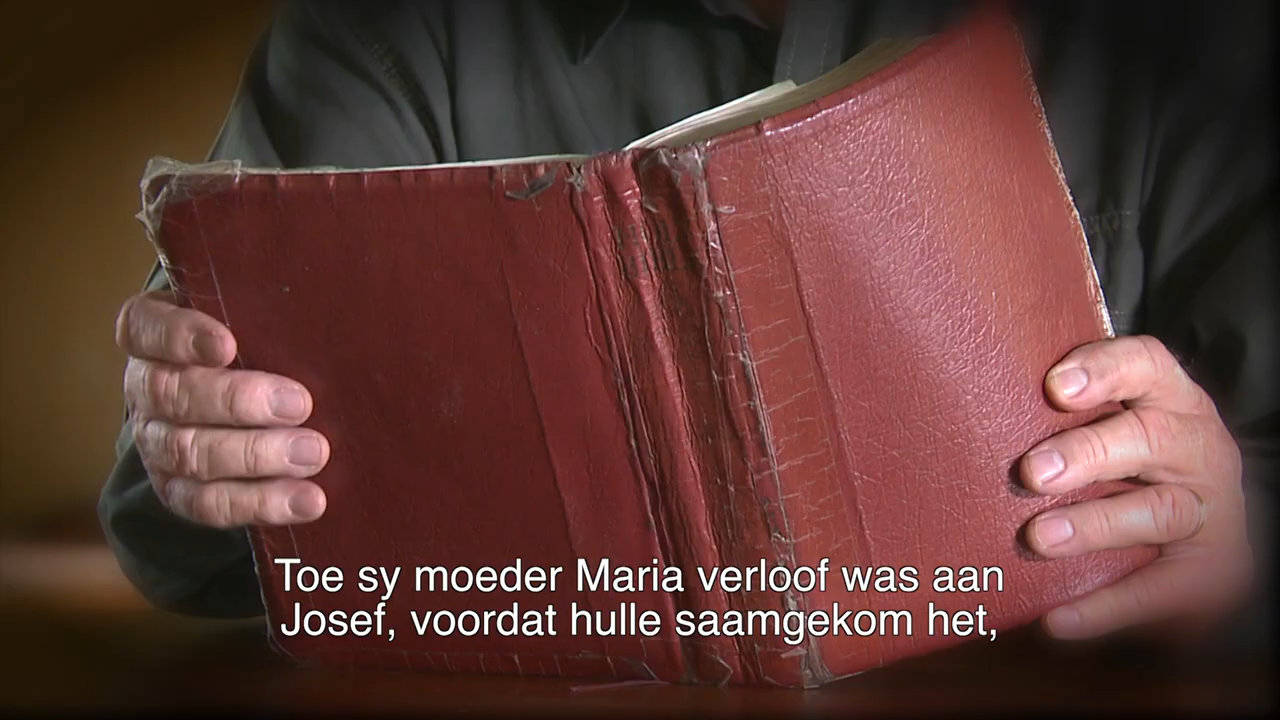 Toe sy moeder Maria verloof was aan
Josef, voordat hulle saamgekom het,